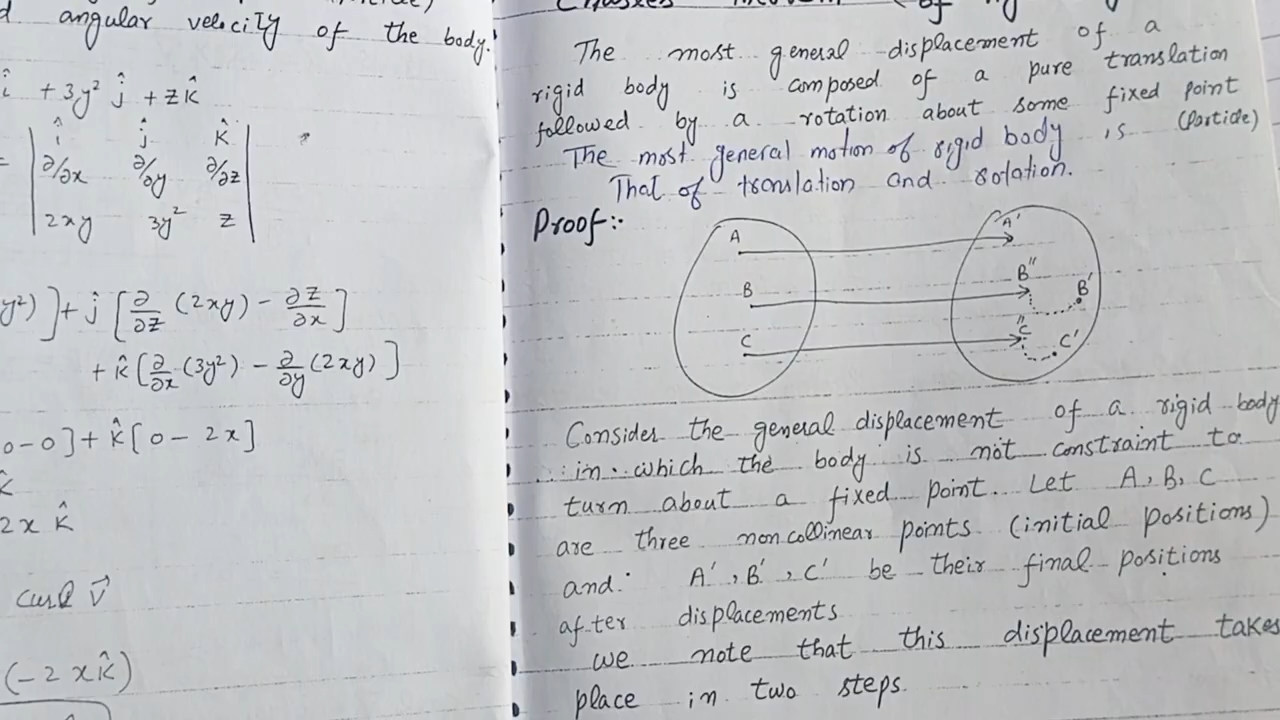 angular velocity of the body.
î + 3y² ĵ + z k̂
= | î ĵ k̂
∂/∂x ∂/∂y ∂/∂z
2xy 3y² z |
y²)] + ĵ [∂/∂z (2xy) - ∂z/∂x]
+ k̂ [∂/∂x (3y²) - ∂/∂y (2xy)]
0-0] + k̂ [0 - 2x]
2x k̂
curl v⃗
(-2xk̂)
The most general displacement of a
rigid body is composed of a pure translation
followed by a rotation about some fixed point
(Particle)
The most general motion of rigid body is
That of translation and rotation.
Proof:-
A A'
B B'' B'
C C'' C'
Consider the general displacement of a rigid body
in which the body is not constraint to
turn about a fixed point. Let A, B, C
are three noncollinear points (initial positions)
and A', B', C' be their final positions
after displacements
we note that this displacement takes
place in two steps.